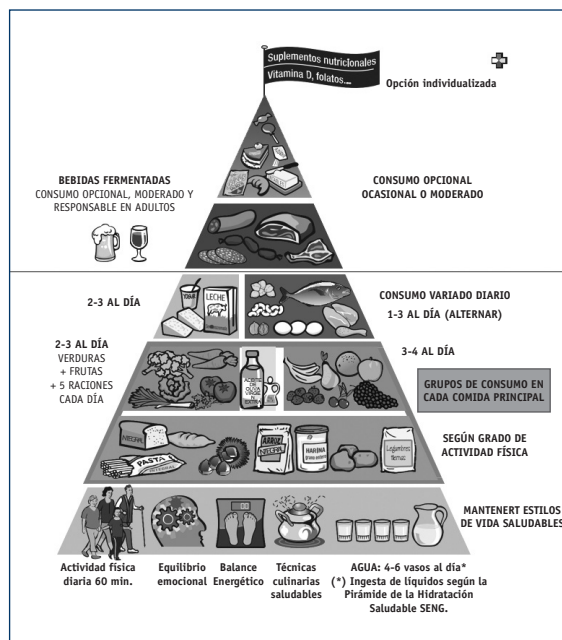 Suplementos nutricionales
Vitamina D, folatos...
Opción individualizada
BEBIDAS FERMENTADAS
CONSUMO OPCIONAL, MODERADO Y
RESPONSABLE EN ADULTOS
CONSUMO OPCIONAL
OCASIONAL O MODERADO
2-3 AL DÍA
YOGUR
LECHE
CONSUMO VARIADO DIARIO
1-3 AL DÍA (ALTERNAR)
2-3 AL DÍA
VERDURAS
+ FRUTAS
+ 5 RACIONES
CADA DÍA
ACEITE
DE OLIVA
VIRGEN
EXTRA
3-4 AL DÍA
GRUPOS DE CONSUMO EN
CADA COMIDA PRINCIPAL
INTEGRAL
PASTA
INTEGRAL
ARROZ
INTEGRAL
HARINA
Legumbres
Tiernas
SEGÚN GRADO DE
ACTIVIDAD FÍSICA
MANTENERT ESTILOS
DE VIDA SALUDABLES
Actividad física
diaria 60 min.
Equilibrio
emocional
Balance
Energético
Técnicas
culinarias
saludables
AGUA: 4-6 vasos al día*
(*) Ingesta de líquidos según la
Pirámide de la Hidratación
Saludable SENG.